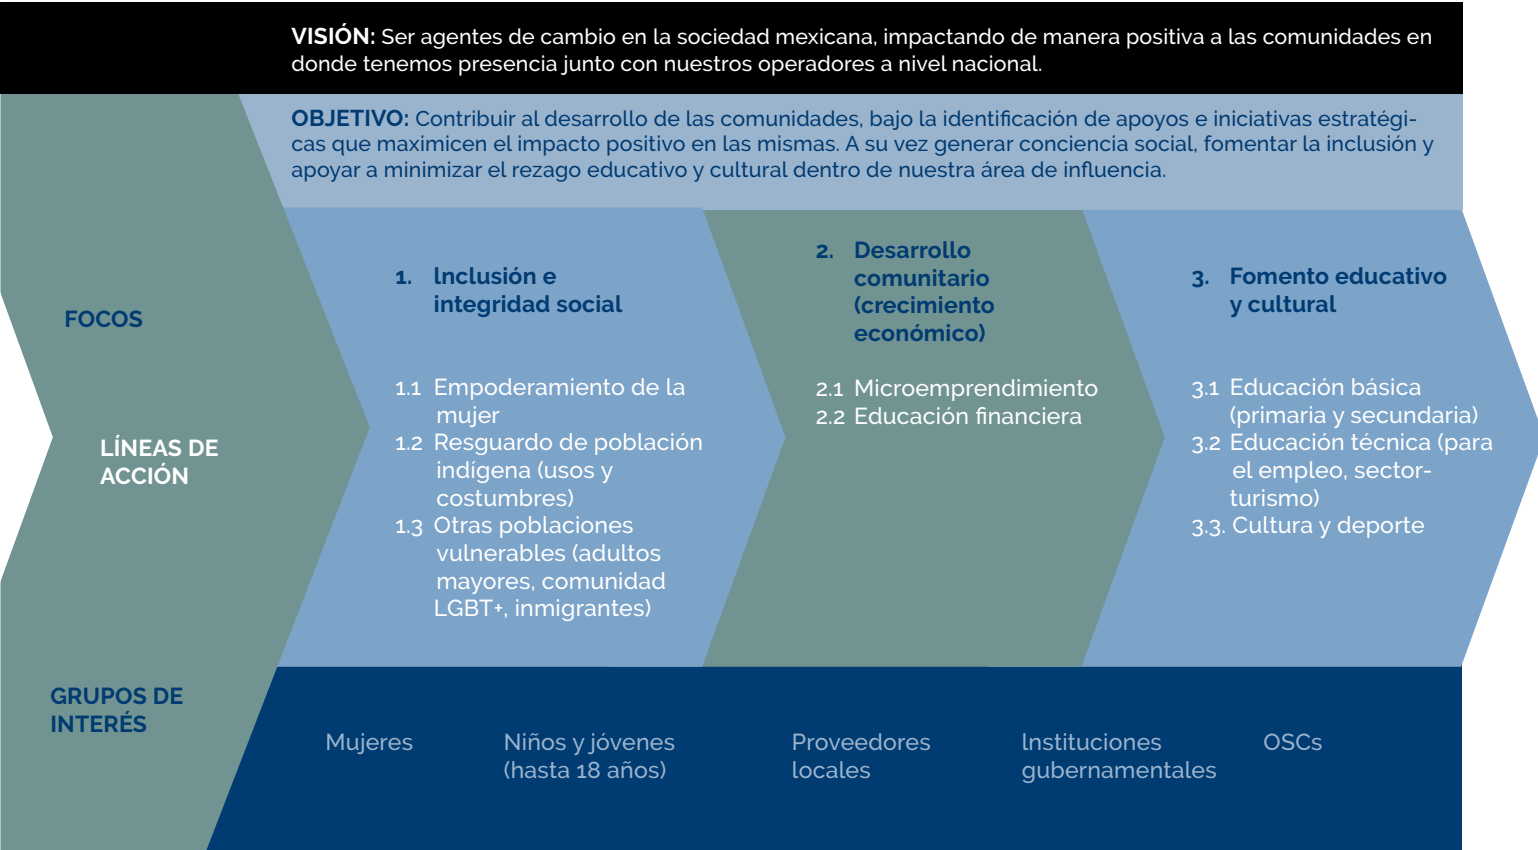 VISIÓN: Ser agentes de cambio en la sociedad mexicana, impactando de manera positiva a las comunidades en
donde tenemos presencia junto con nuestros operadores a nivel nacional.
OBJETIVO: Contribuir al desarrollo de las comunidades, bajo la identificación de apoyos e iniciativas estratégi-
cas que maximicen el impacto positivo en las mismas. A su vez generar conciencia social, fomentar la inclusión y
apoyar a minimizar el rezago educativo y cultural dentro de nuestra área de influencia.
FOCOS
1. Inclusión e
integridad social
2. Desarrollo
comunitario
(crecimiento
económico)
3. Fomento educativo
y cultural
LÍNEAS DE
ACCIÓN
1.1 Empoderamiento de la
mujer
1.2 Resguardo de población
indígena (usos y
costumbres)
1.3 Otras poblaciones
vulnerables (adultos
mayores, comunidad
LGBT+, inmigrantes)
2.1 Microemprendimiento
2.2 Educación financiera
3.1 Educación básica
(primaria y secundaria)
3.2 Educación técnica (para
el empleo, sector-
turismo)
3.3. Cultura y deporte
GRUPOS DE
INTERÉS
Mujeres
Niños y jóvenes
(hasta 18 años)
Proveedores
locales
Instituciones
gubernamentales
OSCs